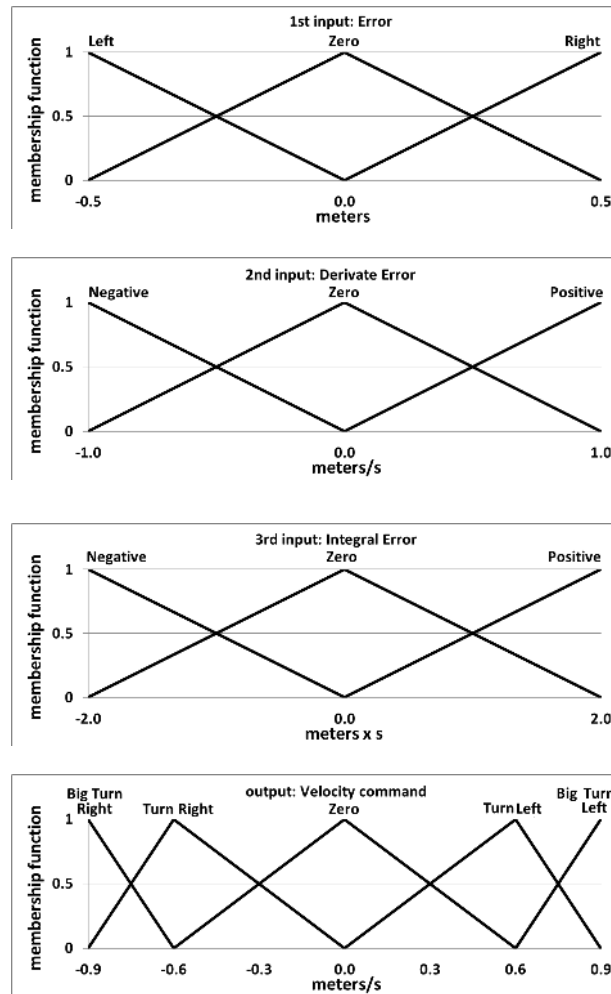 1st input: Error
Left Zero Right
membership function
1
0.5
0
-0.5 0.0 0.5
meters
2nd input: Derivate Error
Negative Zero Positive
membership function
1
0.5
0
-1.0 0.0 1.0
meters/s
3rd input: Integral Error
Negative Zero Positive
membership function
1
0.5
0
-2.0 0.0 2.0
meters x s
output: Velocity command
Big Turn Right
Turn Right
Zero
Turn Left
Big Turn Left
membership function
1
0.5
0
-0.9 -0.6 -0.3 0.0 0.3 0.6 0.9
meters/s